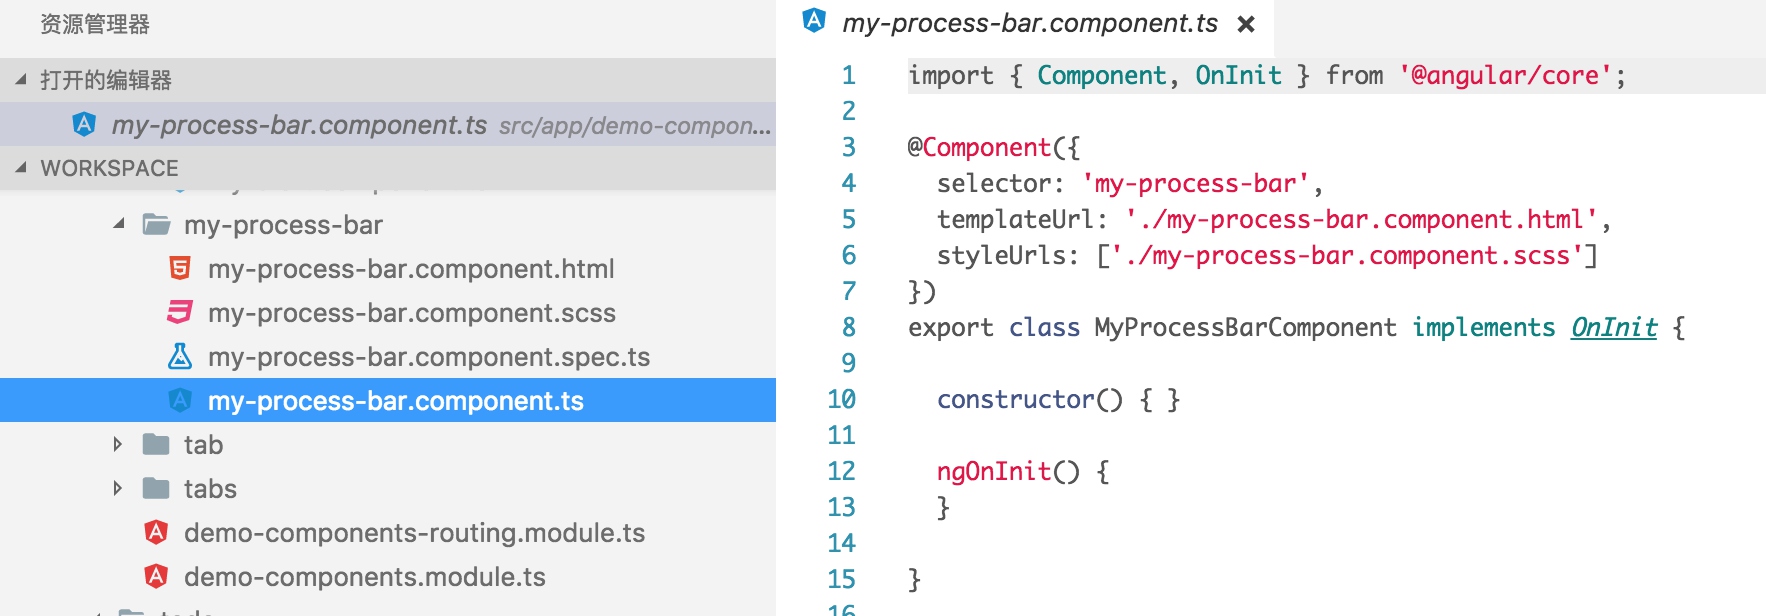 资源管理器
打开的编辑器
my-process-bar.component.ts src/app/demo-compon...
WORKSPACE
my-process-bar
my-process-bar.component.html
my-process-bar.component.scss
my-process-bar.component.spec.ts
my-process-bar.component.ts
tab
tabs
demo-components-routing.module.ts
demo-components.module.ts
my-process-bar.component.ts
1 import { Component, OnInit } from '@angular/core';
2
3 @Component({
4 selector: 'my-process-bar',
5 templateUrl: './my-process-bar.component.html',
6 styleUrls: ['./my-process-bar.component.scss']
7 })
8 export class MyProcessBarComponent implements OnInit {
9
10 constructor() { }
11
12 ngOnInit() {
13 }
14
15 }
16